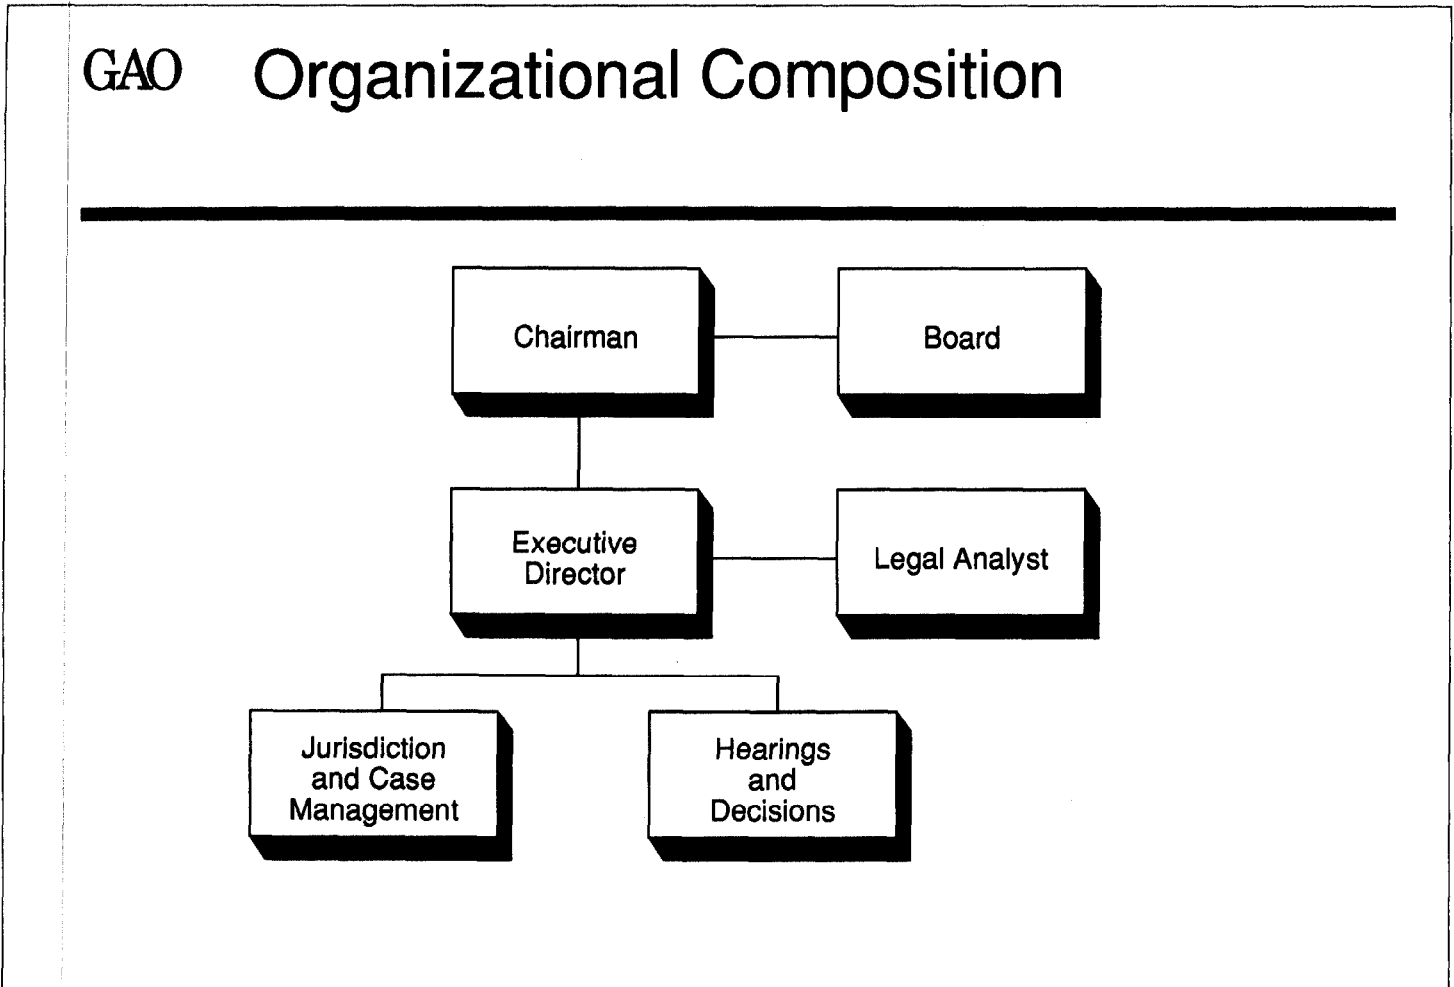 GAO Organizational Composition
Chairman
Board
Executive
Director
Legal Analyst
Jurisdiction
and Case
Management
Hearings
and
Decisions